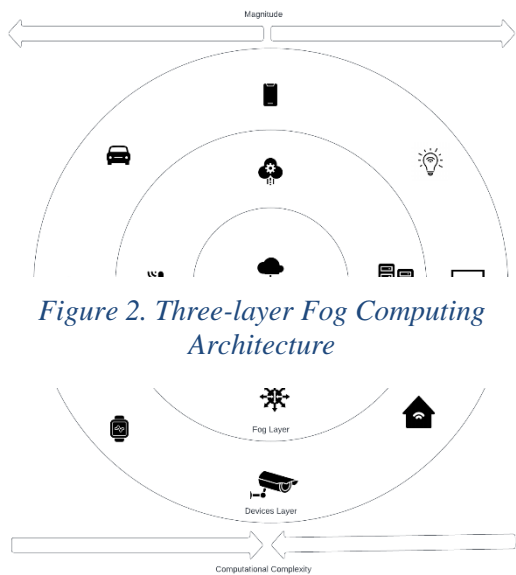 Magnitude
Figure 2. Three-layer Fog Computing
Architecture
Fog Layer
Devices Layer
Computational Complexity